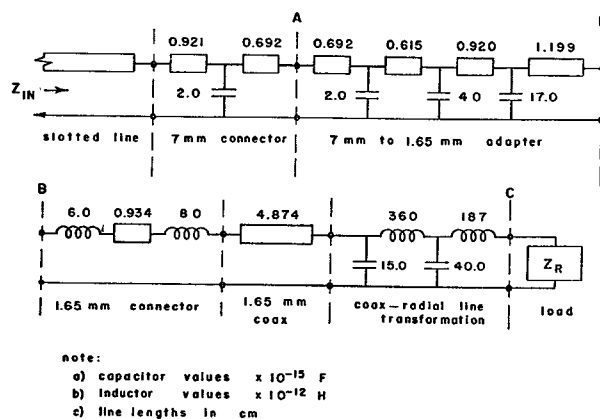 A
0.921 0.692 0.692 0.615 0.920 1.199
Z IN
2.0 2.0 4.0 17.0
slotted line 7 mm connector 7 mm to 1.65 mm adapter
B C
6.0 0.934 8.0 4.874 360 187
15.0 40.0 Z R
1.65 mm connector 1.65 mm coax coax-radial line transformation load
note:
a) capacitor values x 10-15 F
b) inductor values x 10-12 H
c) line lengths in cm